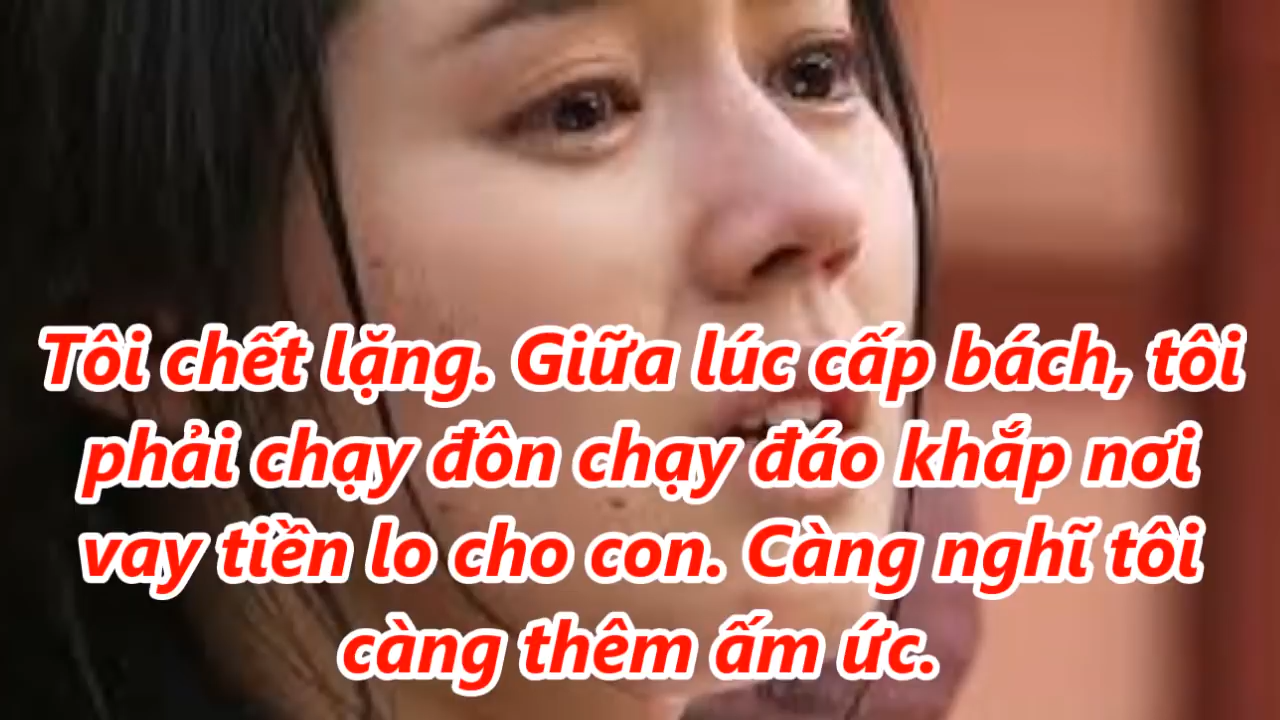 Tôi chết lặng. Giữa lúc cấp bách, tôi
phải chạy đôn chạy đáo khắp nơi
vay tiền lo cho con. Càng nghĩ tôi
càng thêm ấm ức.